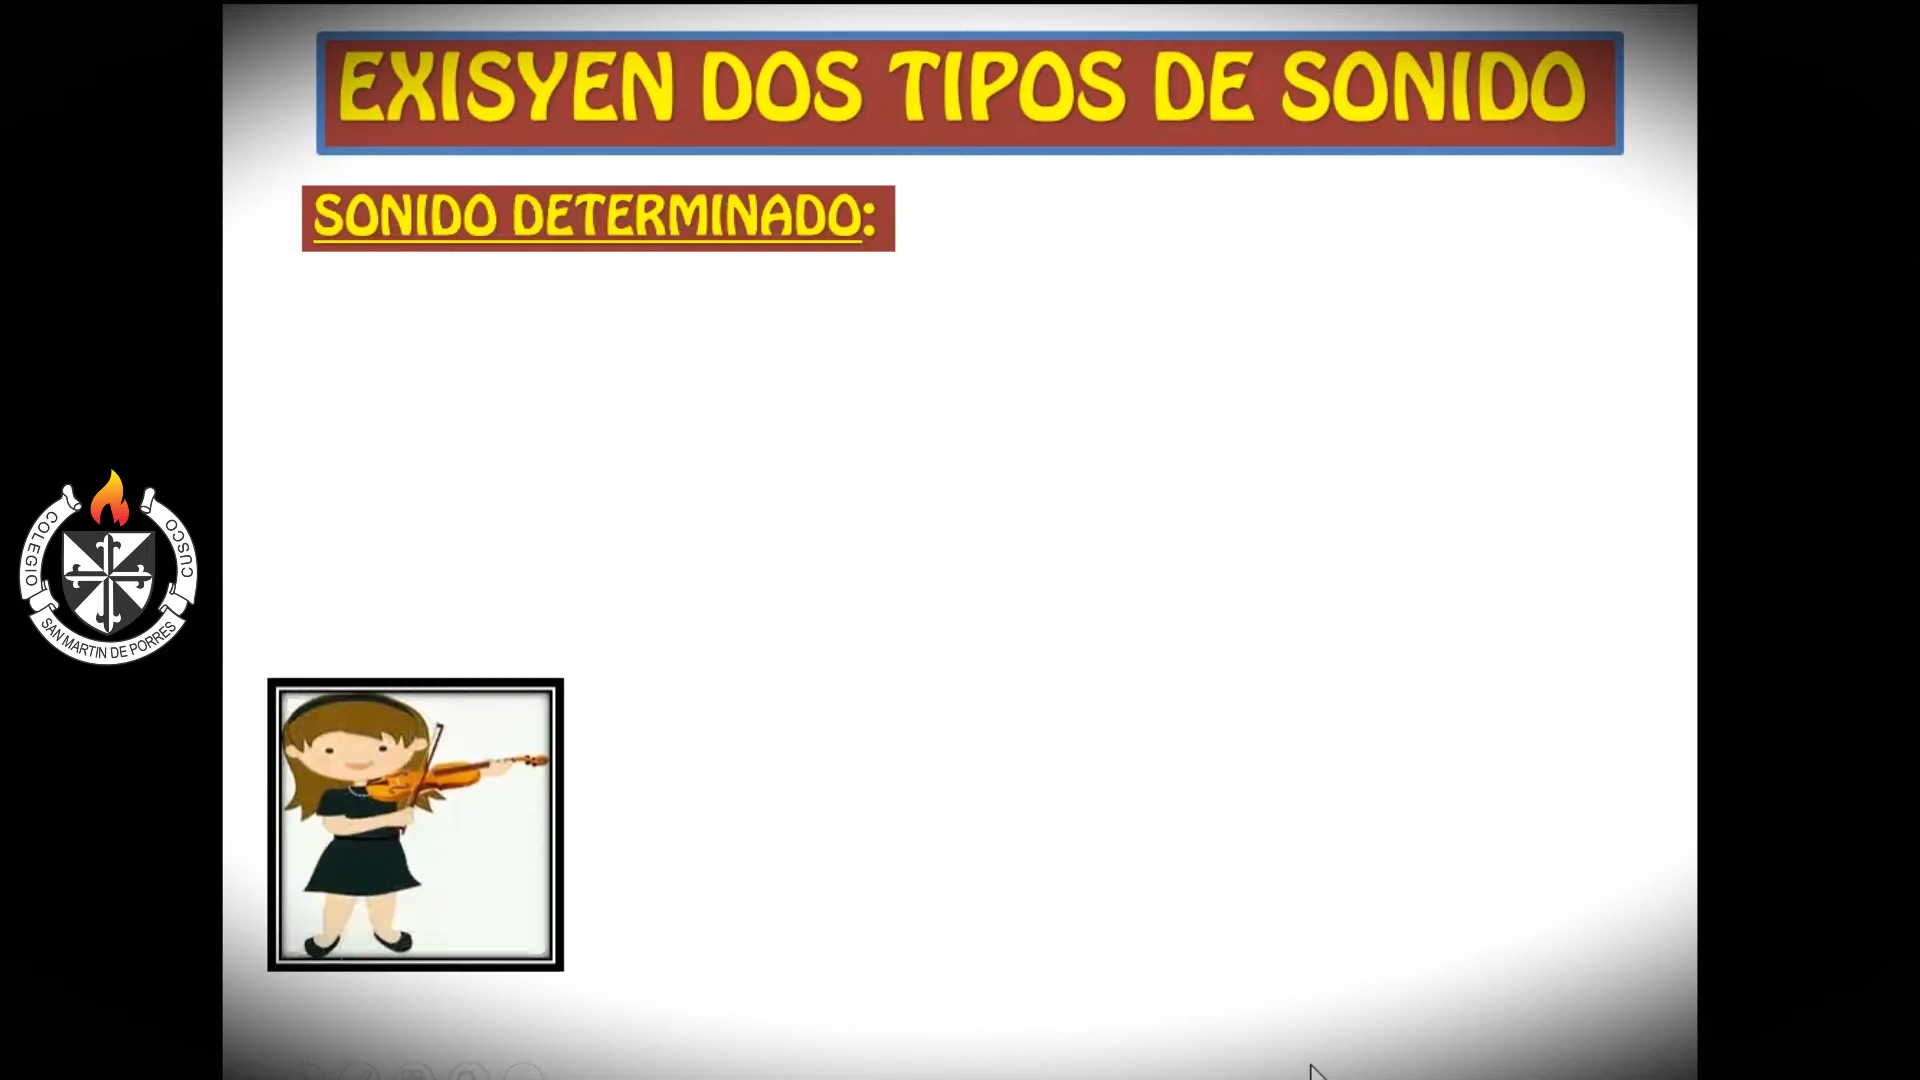 EXISYEN DOS TIPOS DE SONIDO
SONIDO DETERMINADO:
COLEGIO
SAN MARTIN DE PORRES
CUSCO